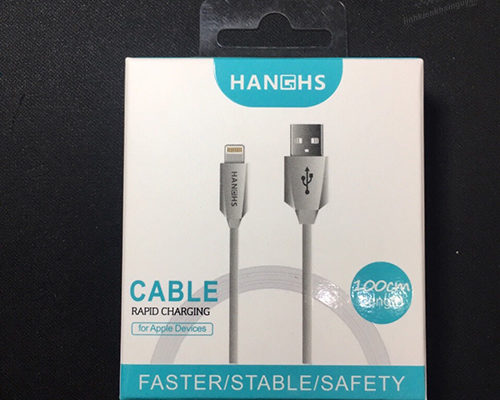 HANGHS
HANGHS
CABLE
RAPID CHARGING
for Apple Devices
100cm
FASTER/STABLE/SAFETY